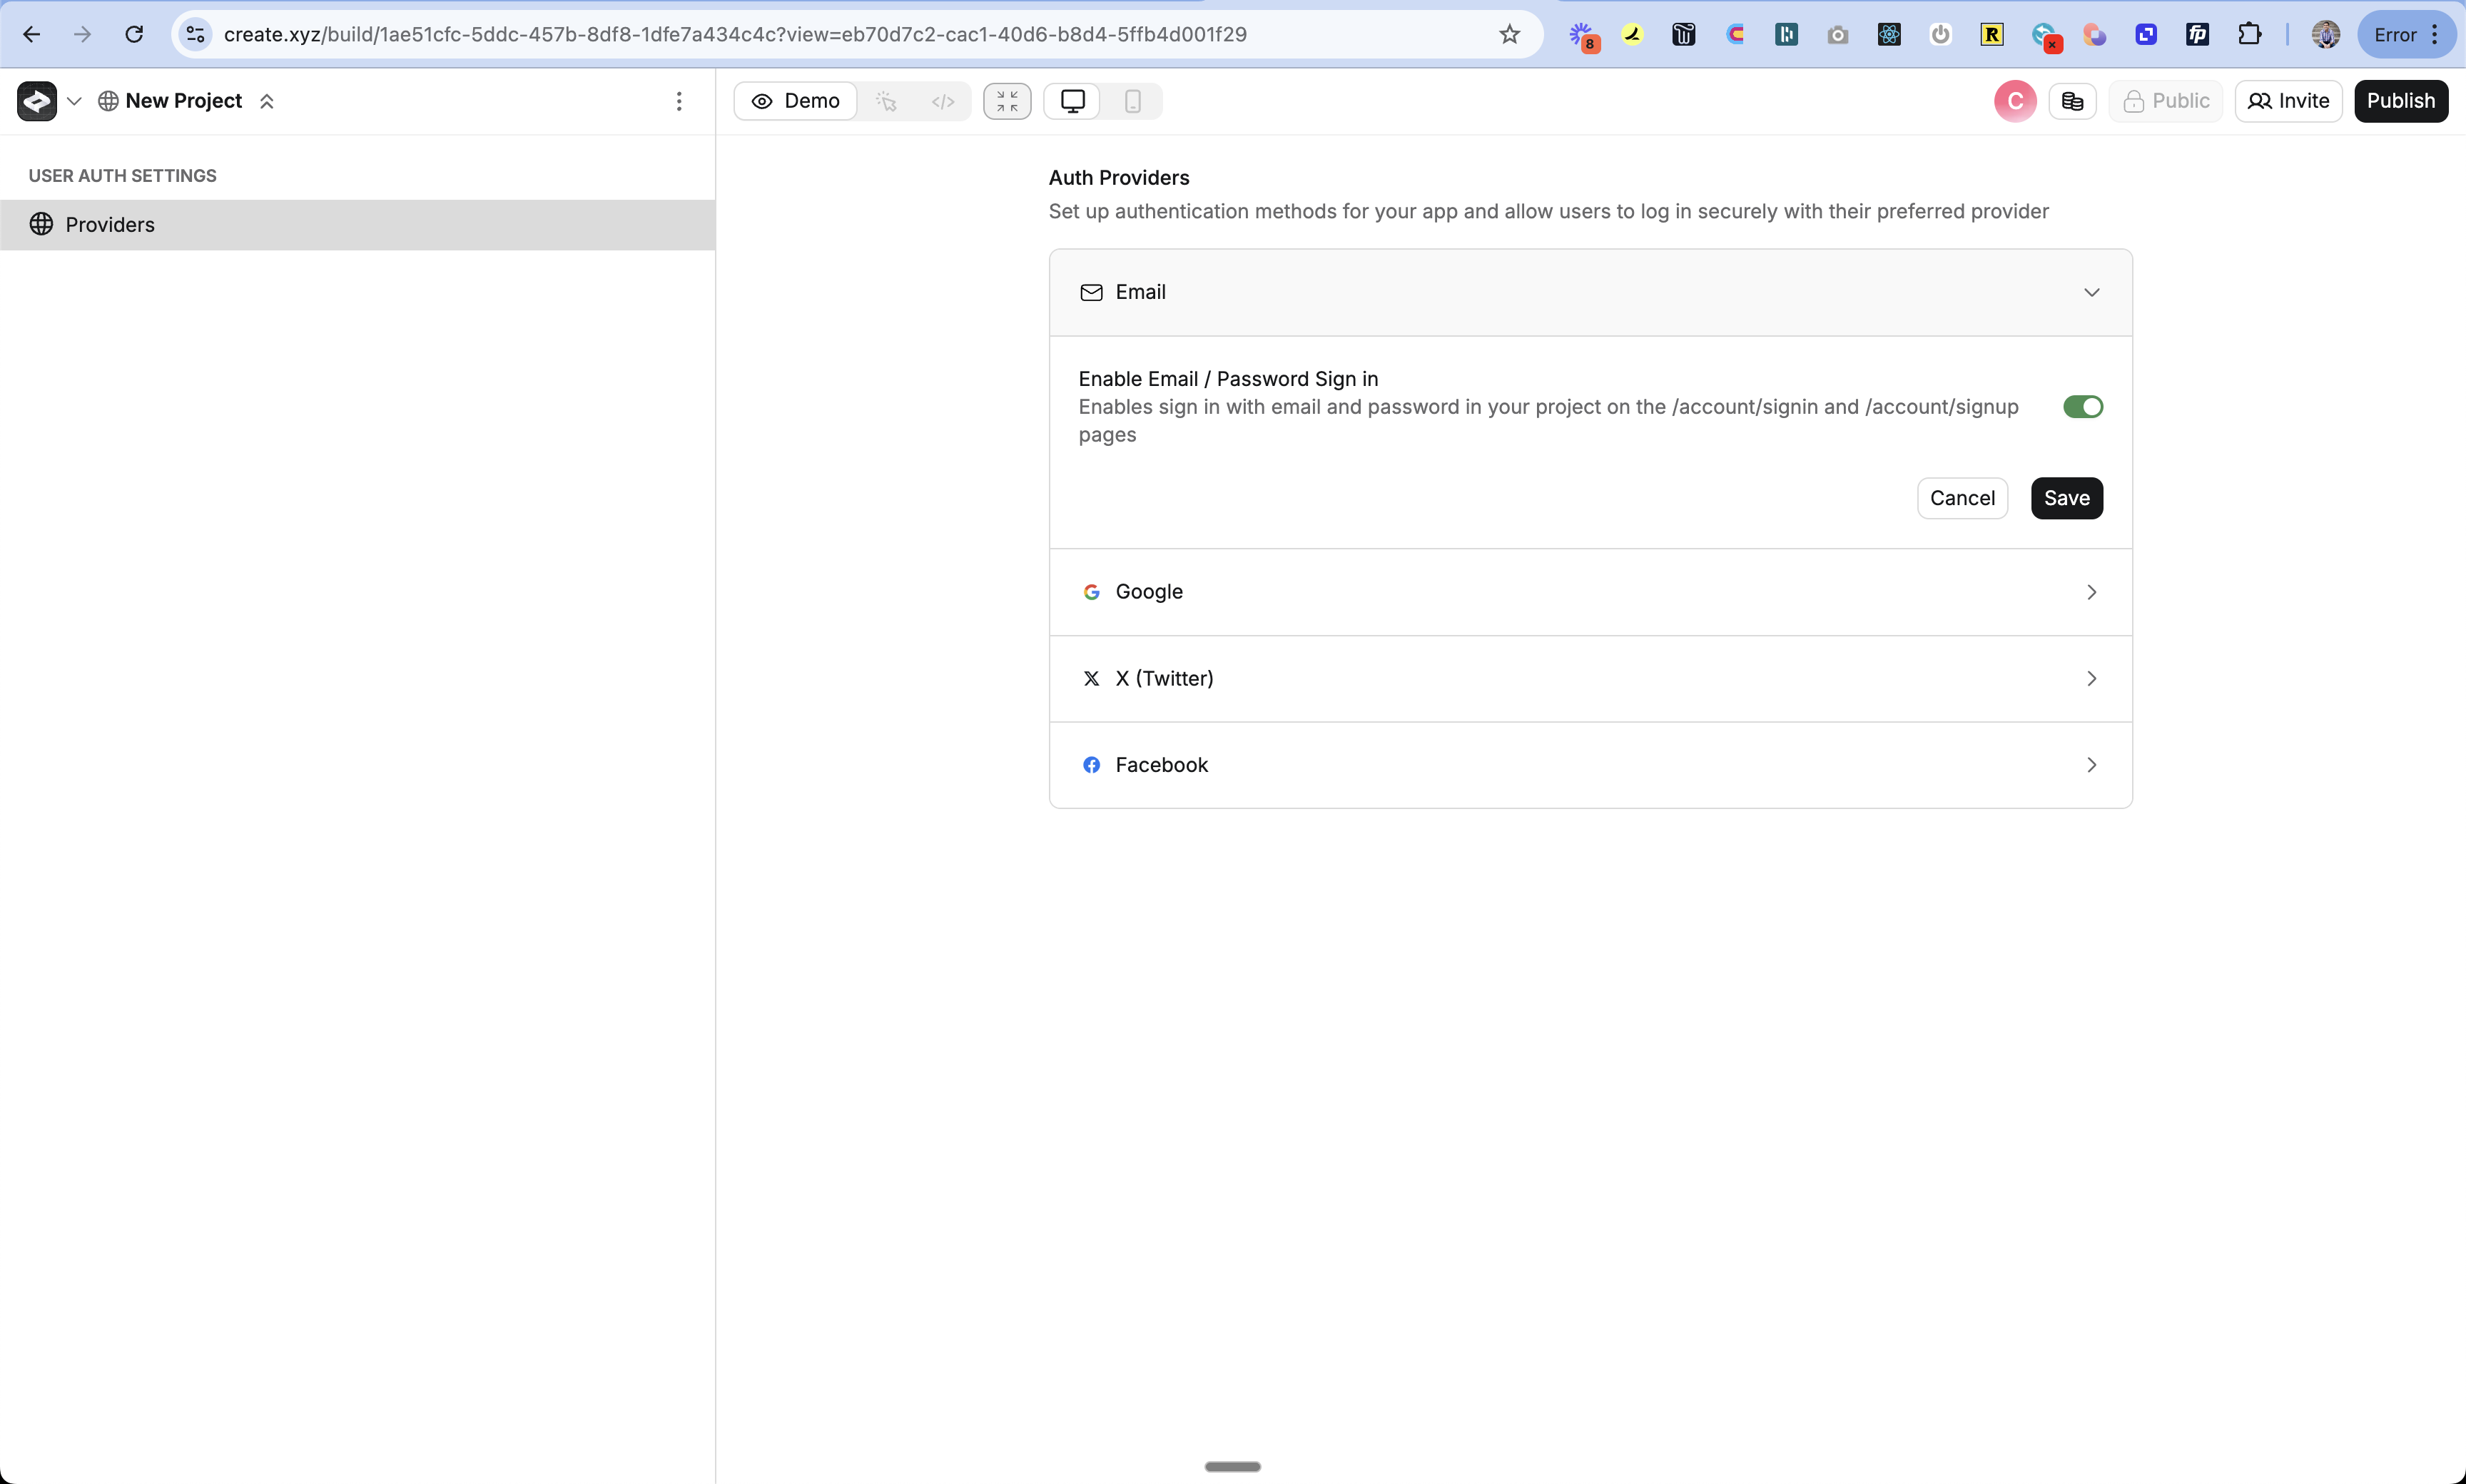 create.xyz/build/1ae51cfc-5ddc-457b-8df8-1dfe7a434c4c?view=eb70d7c2-cac1-40d6-b8d4-5ffb4d001f29
8
R
fp
Error
New Project
Demo
</>
C
Public
Invite
Publish
USER AUTH SETTINGS
Providers
Auth Providers
Set up authentication methods for your app and allow users to log in securely with their preferred provider
Email
Enable Email / Password Sign in
Enables sign in with email and password in your project on the /account/signin and /account/signup
pages
Cancel
Save
Google
X (Twitter)
Facebook